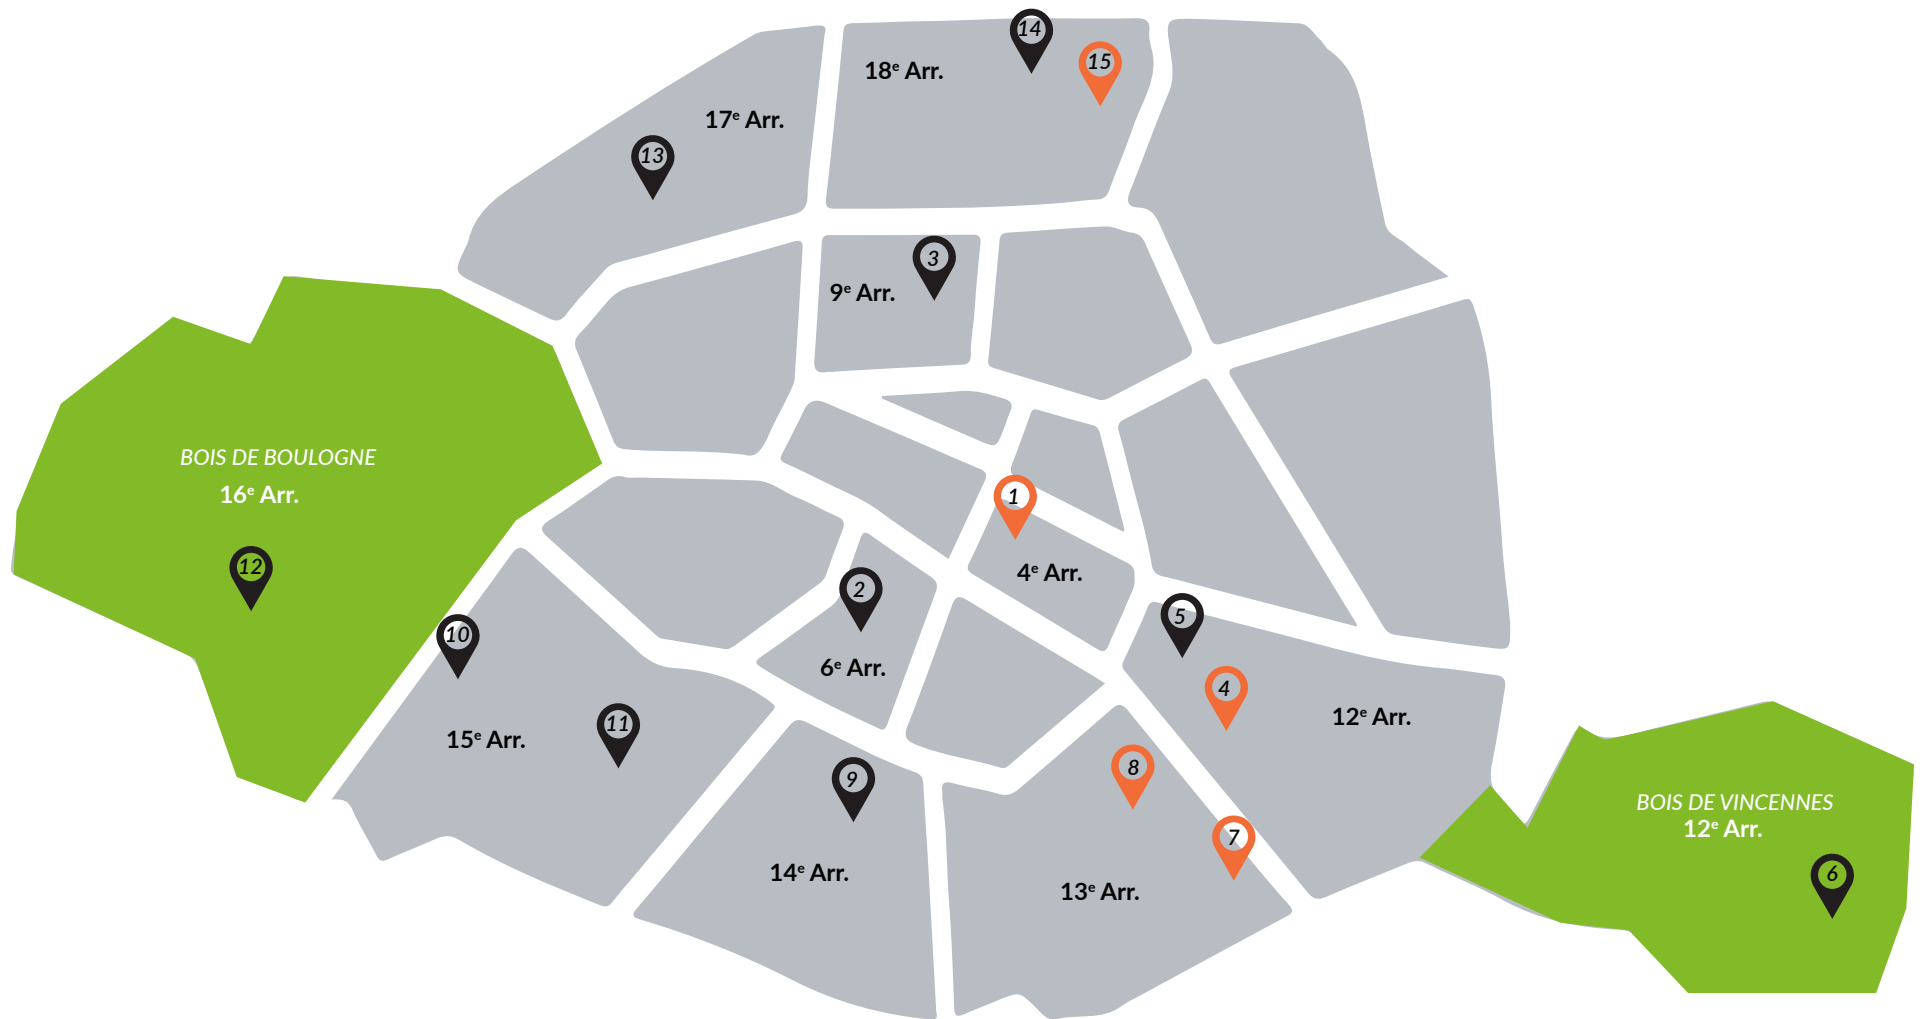 14
15
18e Arr.
17e Arr.
13
3
9e Arr.
BOIS DE BOULOGNE
16e Arr.
12
1
4e Arr.
2
6e Arr.
5
4
12e Arr.
10
11
15e Arr.
9
14e Arr.
8
7
13e Arr.
BOIS DE VINCENNES
12e Arr.
6